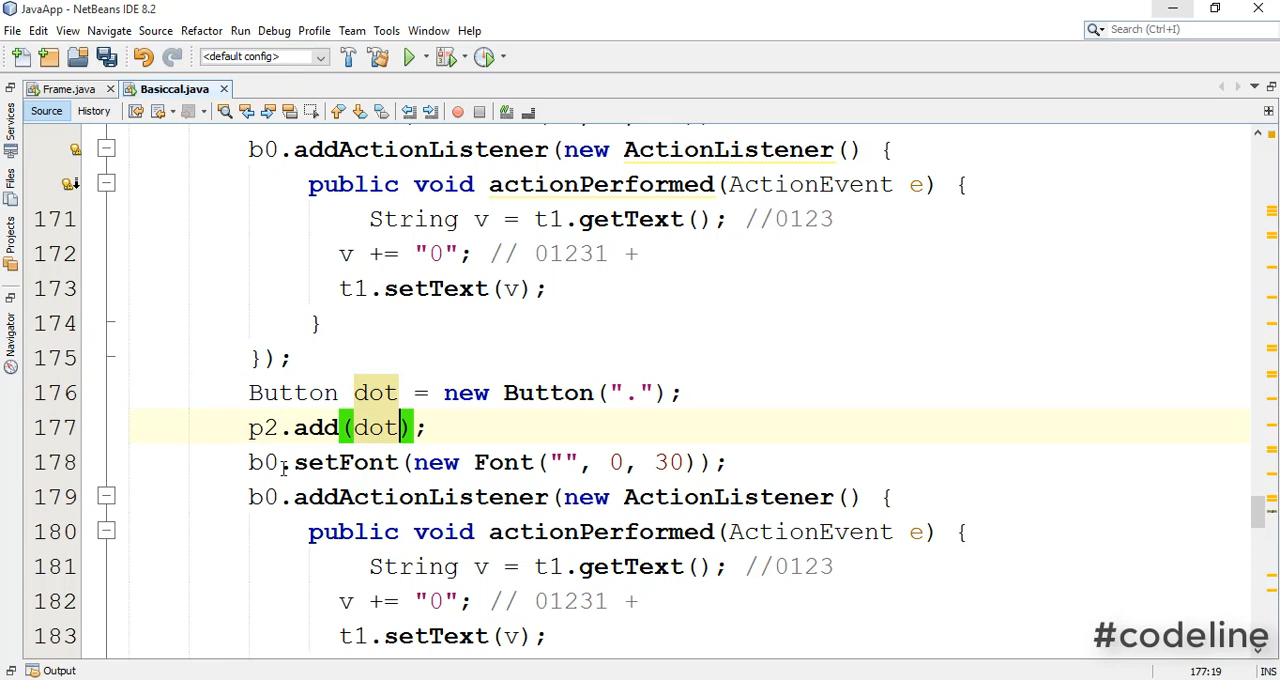 JavaApp - NetBeans IDE 8.2
File Edit View Navigate Source Refactor Run Debug Profile Team Tools Window Help
Search (Ctrl+I)
<default config>
Frame.java Basiccal.java
Source History
Services
Files
Projects
Navigator
b0.addActionListener(new ActionListener() {
public void actionPerformed(ActionEvent e) {
171 String v = t1.getText(); //0123
172 v += "0"; // 01231 +
173 t1.setText(v);
174 }
175 });
176 Button dot = new Button(".");
177 p2.add(dot);
178 b0.setFont(new Font("", 0, 30));
179 b0.addActionListener(new ActionListener() {
180 public void actionPerformed(ActionEvent e) {
181 String v = t1.getText(); //0123
182 v += "0"; // 01231 +
183 t1.setText(v);
#codeline
Output
177:19 INS